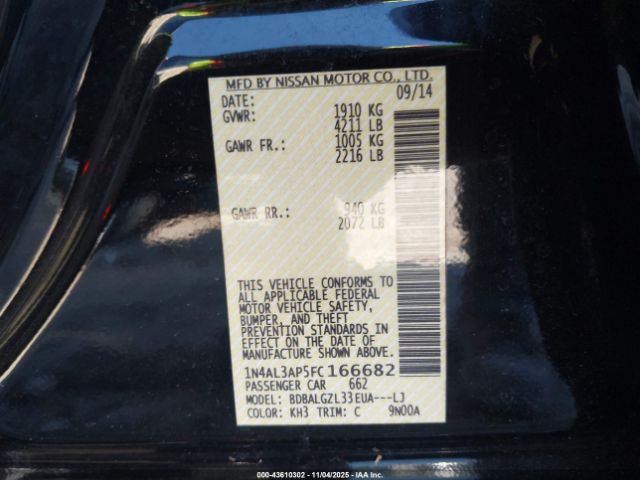 MFD BY NISSAN MOTOR CO., LTD.
DATE: 09/14
GVWR: 1910 KG
4211 LB
GAWR FR.: 1005 KG
2216 LB
GAWR RR.: 940 KG
2072 LB
THIS VEHICLE CONFORMS TO
ALL APPLICABLE FEDERAL
MOTOR VEHICLE SAFETY,
BUMPER, AND THEFT
PREVENTION STANDARDS IN
EFFECT ON THE DATE OF
MANUFACTURE SHOWN ABOVE.
1N4AL3AP5FC166682
PASSENGER CAR 662
MODEL: BDBALGZL33EUA---LJ
COLOR: KH3 TRIM: C 9N00A
000-43610302 - 11/04/2025 - IAAI.com